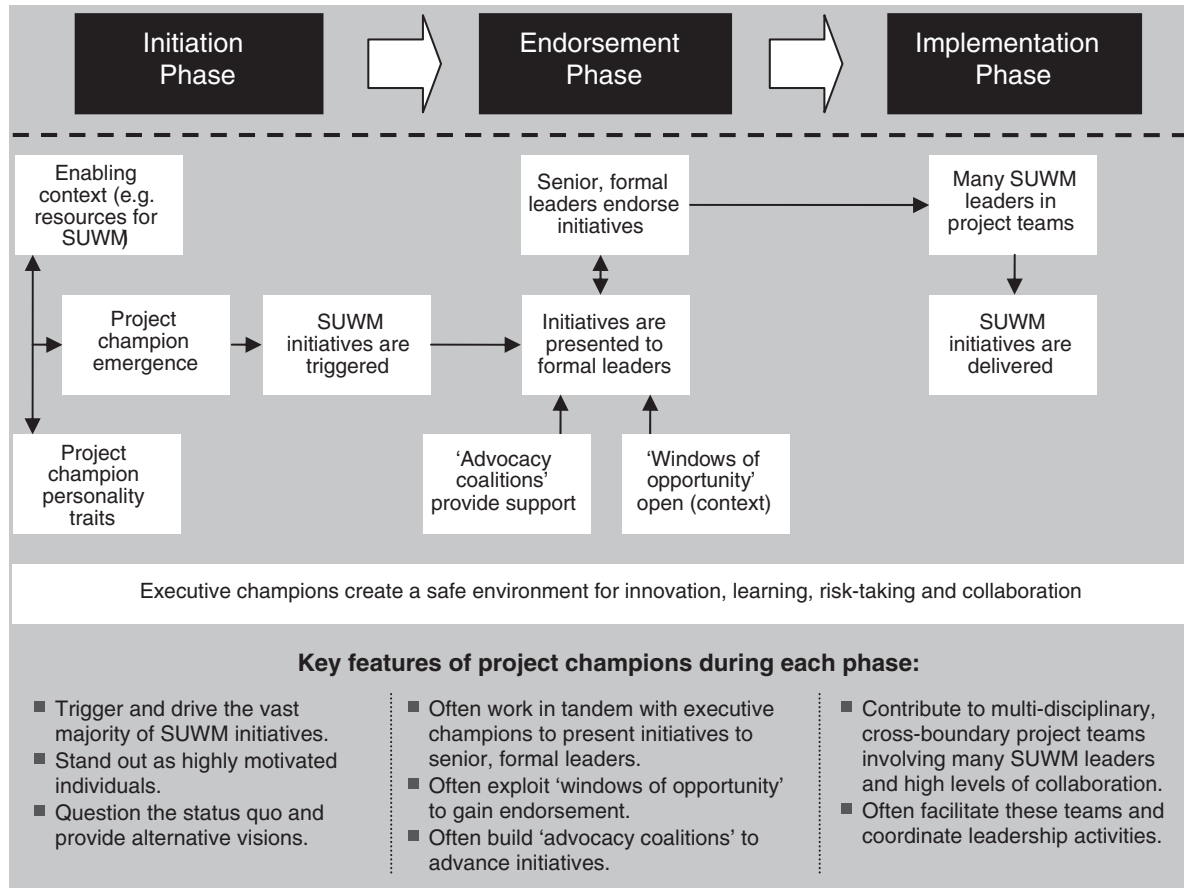 Initiation
Phase
Endorsement
Phase
Implementation
Phase
Enabling
context (e.g.
resources for
SUWM)
Senior, formal
leaders endorse
initiatives
Many SUWM
leaders in
project teams
Project
champion
emergence
SUWM
initiatives are
triggered
Initiatives are
presented to
formal leaders
SUWM
initiatives are
delivered
Project
champion
personality
traits
‘Advocacy
coalitions’
provide support
‘Windows of
opportunity’
open (context)
Executive champions create a safe environment for innovation, learning, risk-taking and collaboration
Key features of project champions during each phase:
Trigger and drive the vast
majority of SUWM initiatives.
Stand out as highly motivated
individuals.
Question the status quo and
provide alternative visions.
Often work in tandem with executive
champions to present initiatives to
senior, formal leaders.
Often exploit ‘windows of opportunity’
to gain endorsement.
Often build ‘advocacy coalitions’ to
advance initiatives.
Contribute to multi-disciplinary,
cross-boundary project teams
involving many SUWM leaders
and high levels of collaboration.
Often facilitate these teams and
coordinate leadership activities.